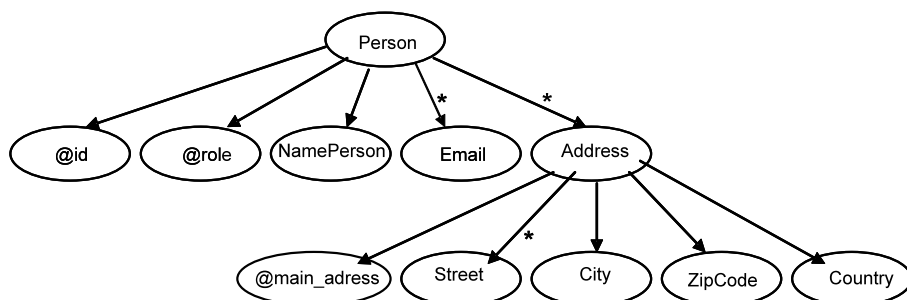 Person
*
*
@id
@role
NamePerson
Email
Address
*
@main_adress
Street
City
ZipCode
Country